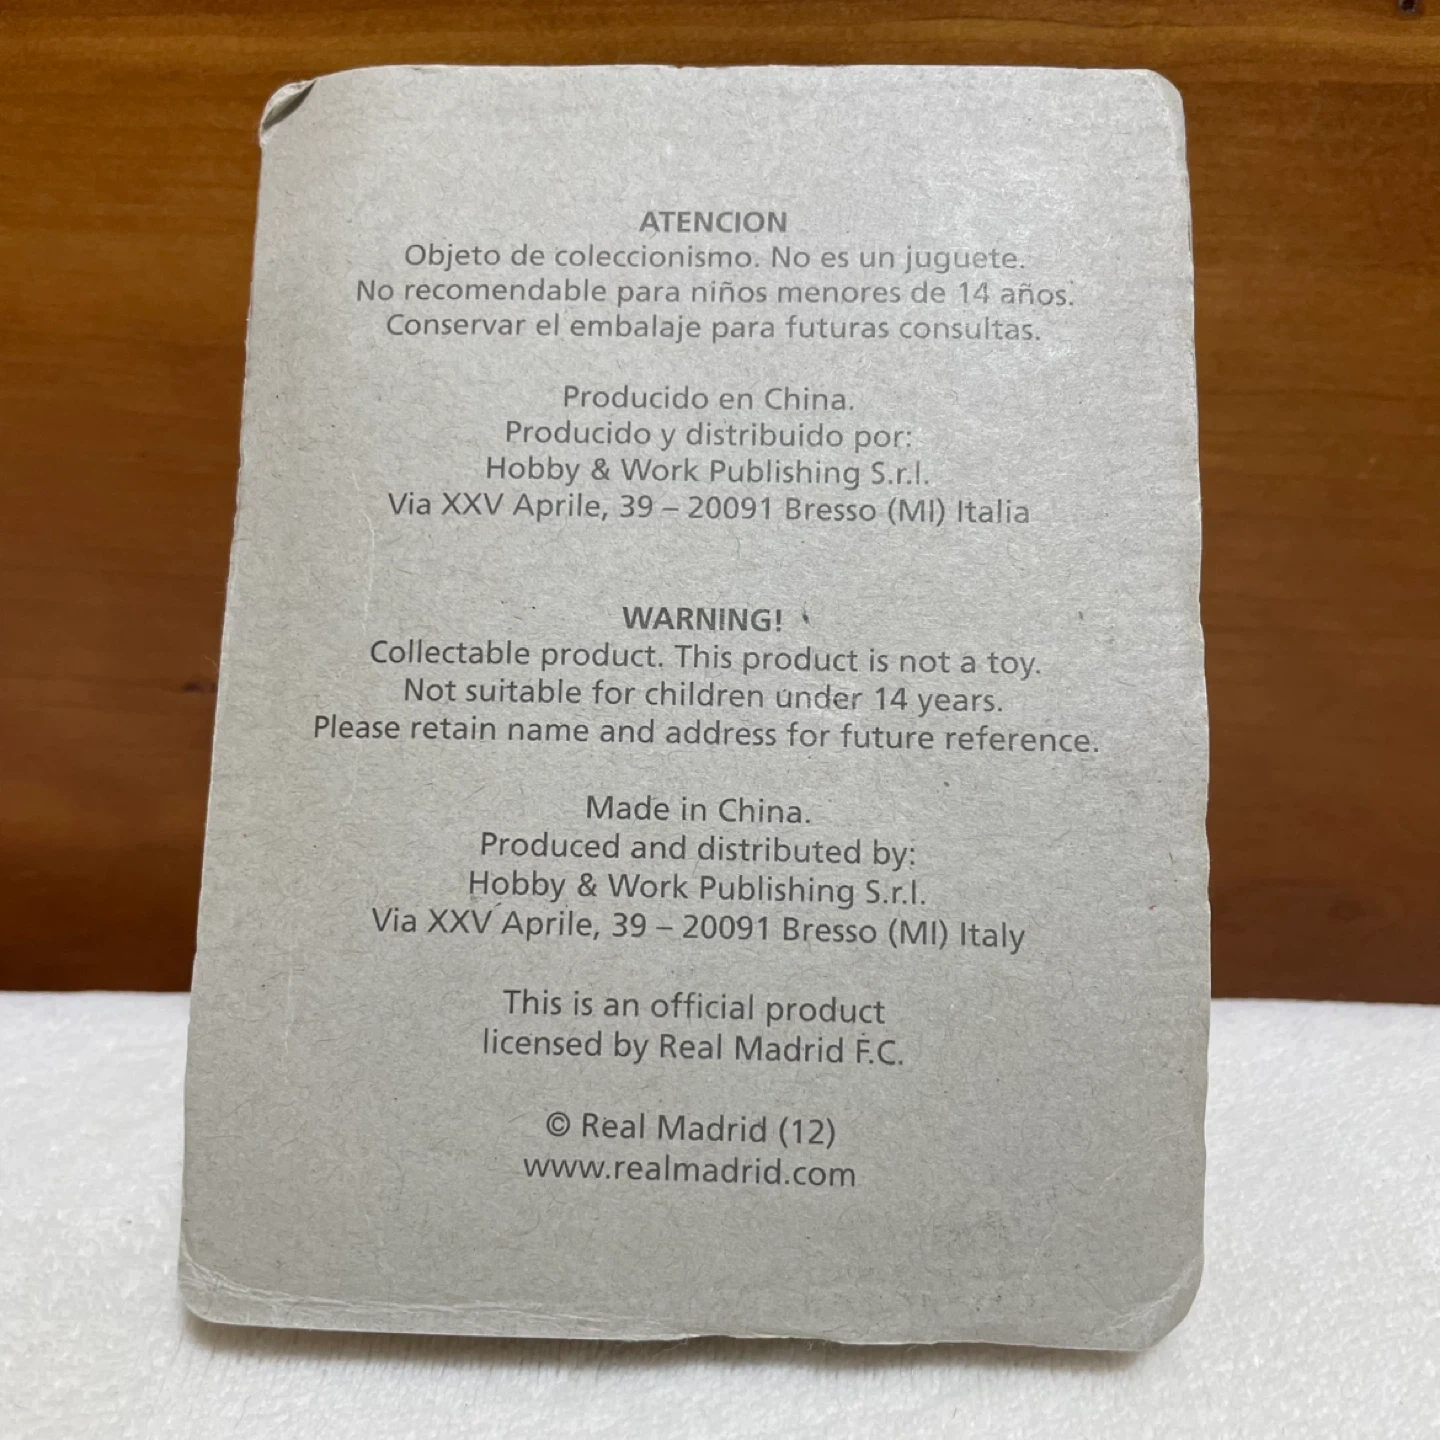 ATENCION
Objeto de coleccionismo. No es un juguete.
No recomendable para niños menores de 14 años.
Conservar el embalaje para futuras consultas.
Producido en China.
Producido y distribuido por:
Hobby & Work Publishing S.r.l.
Via XXV Aprile, 39 – 20091 Bresso (MI) Italia
WARNING!
Collectable product. This product is not a toy.
Not suitable for children under 14 years.
Please retain name and address for future reference.
Made in China.
Produced and distributed by:
Hobby & Work Publishing S.r.l.
Via XXV Aprile, 39 – 20091 Bresso (MI) Italy
This is an official product
licensed by Real Madrid F.C.
© Real Madrid (12)
www.realmadrid.com